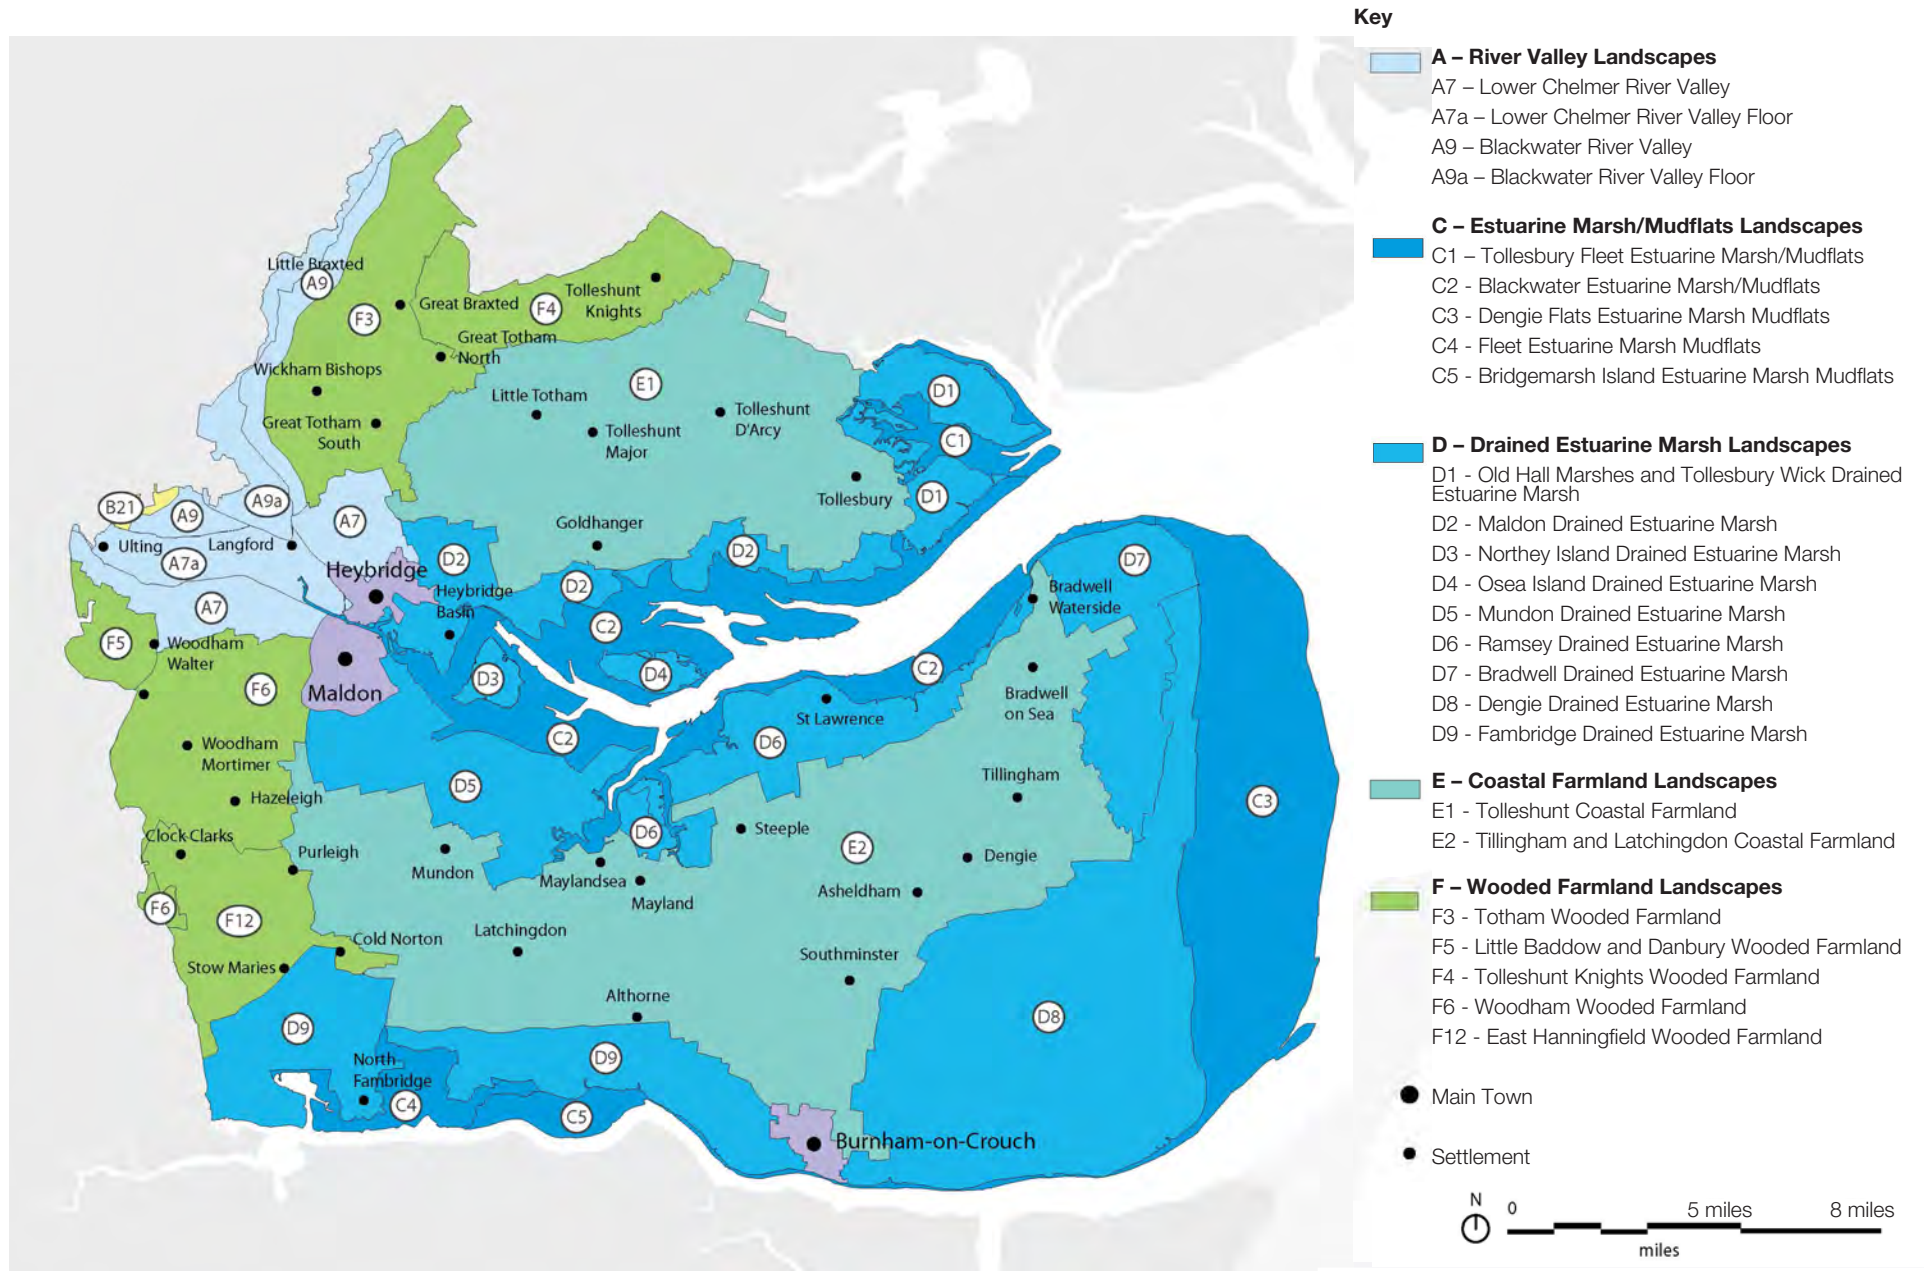 Key
A – River Valley Landscapes
A7 – Lower Chelmer River Valley
A7a – Lower Chelmer River Valley Floor
A9 – Blackwater River Valley
A9a – Blackwater River Valley Floor
C – Estuarine Marsh/Mudflats Landscapes
C1 – Tollesbury Fleet Estuarine Marsh/Mudflats
C2 - Blackwater Estuarine Marsh/Mudflats
C3 - Dengie Flats Estuarine Marsh Mudflats
C4 - Fleet Estuarine Marsh Mudflats
C5 - Bridgemarsh Island Estuarine Marsh Mudflats
D – Drained Estuarine Marsh Landscapes
D1 - Old Hall Marshes and Tollesbury Wick Drained
Estuarine Marsh
D2 - Maldon Drained Estuarine Marsh
D3 - Northey Island Drained Estuarine Marsh
D4 - Osea Island Drained Estuarine Marsh
D5 - Mundon Drained Estuarine Marsh
D6 - Ramsey Drained Estuarine Marsh
D7 - Bradwell Drained Estuarine Marsh
D8 - Dengie Drained Estuarine Marsh
D9 - Fambridge Drained Estuarine Marsh
E – Coastal Farmland Landscapes
E1 - Tolleshunt Coastal Farmland
E2 - Tillingham and Latchingdon Coastal Farmland
F – Wooded Farmland Landscapes
F3 - Totham Wooded Farmland
F5 - Little Baddow and Danbury Wooded Farmland
F4 - Tolleshunt Knights Wooded Farmland
F6 - Woodham Wooded Farmland
F12 - East Hanningfield Wooded Farmland
Main Town
Settlement
N
0
5 miles
8 miles
miles
Little Braxted
A9
F3
Great Braxted
F4
Tolleshunt
Knights
Great Totham
North
Wickham Bishops
E1
D1
Little Totham
Tolleshunt
D'Arcy
Great Totham
South
Tolleshunt
Major
C1
B21
A9
A9a
A7
Tollesbury
D1
Goldhanger
Ulting
Langford
A7a
D2
D2
D7
Heybridge
D2
Heybridge
Basin
Bradwell
Waterside
A7
C2
F5
Woodham
Walter
F6
Maldon
D3
D4
C2
Bradwell
on Sea
St Lawrence
Woodham
Mortimer
C2
D6
Tillingham
D5
Hazeleigh
C3
Clock Clarks
Purleigh
D6
Steeple
E2
Dengie
Mundon
Maylandsea
Mayland
Asheldham
F6
F12
Cold Norton
Latchingdon
Southminster
Stow Maries
Althorne
D9
D8
North
Fambridge
D9
C4
C5
Burnham-on-Crouch